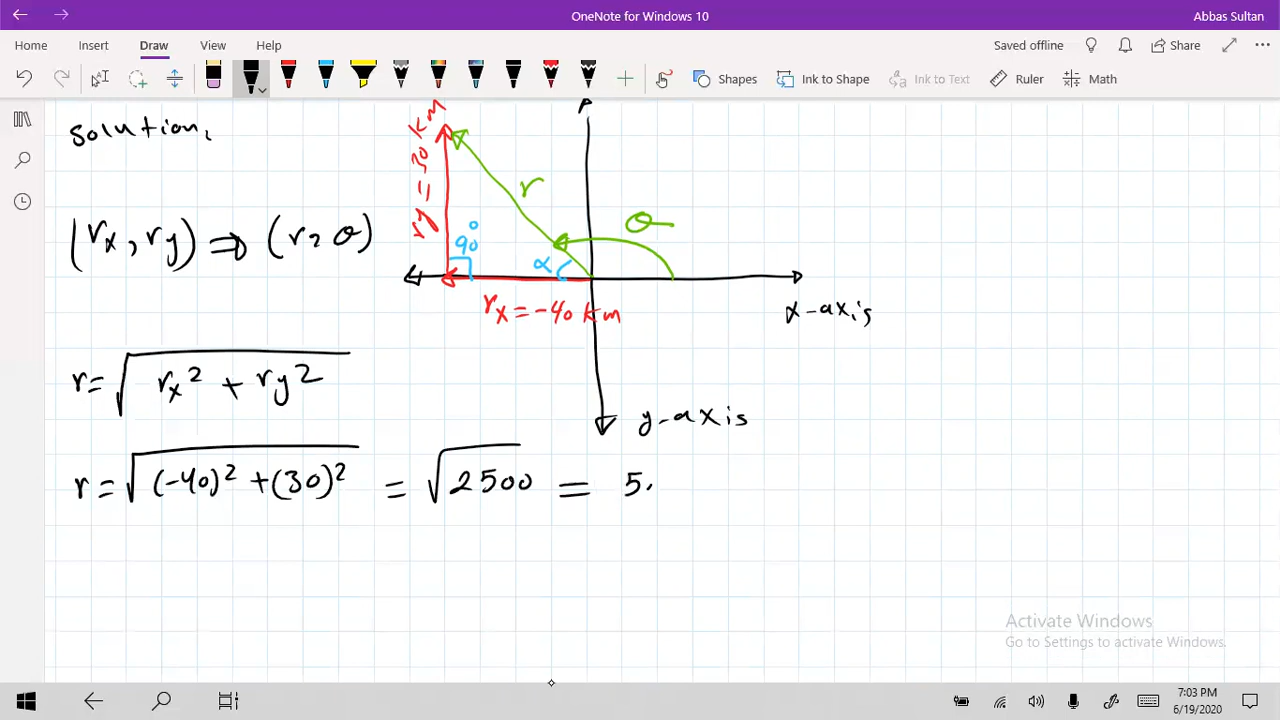 OneNote for Windows 10
Abbas Sultan
Home Insert Draw View Help
Saved offline Share
Shapes Ink to Shape Ink to Text Ruler Math
solution,
ry = 30 km
r
θ
(rx, ry) ⇒ (r, θ)
90°
α
rx = -40 km
x-axis
r = √(rx² + ry²)
y-axis
r = √((-40)² + (30)²) = √2500 = 5.
Activate Windows
Go to Settings to activate Windows.
7:03 PM
6/19/2020